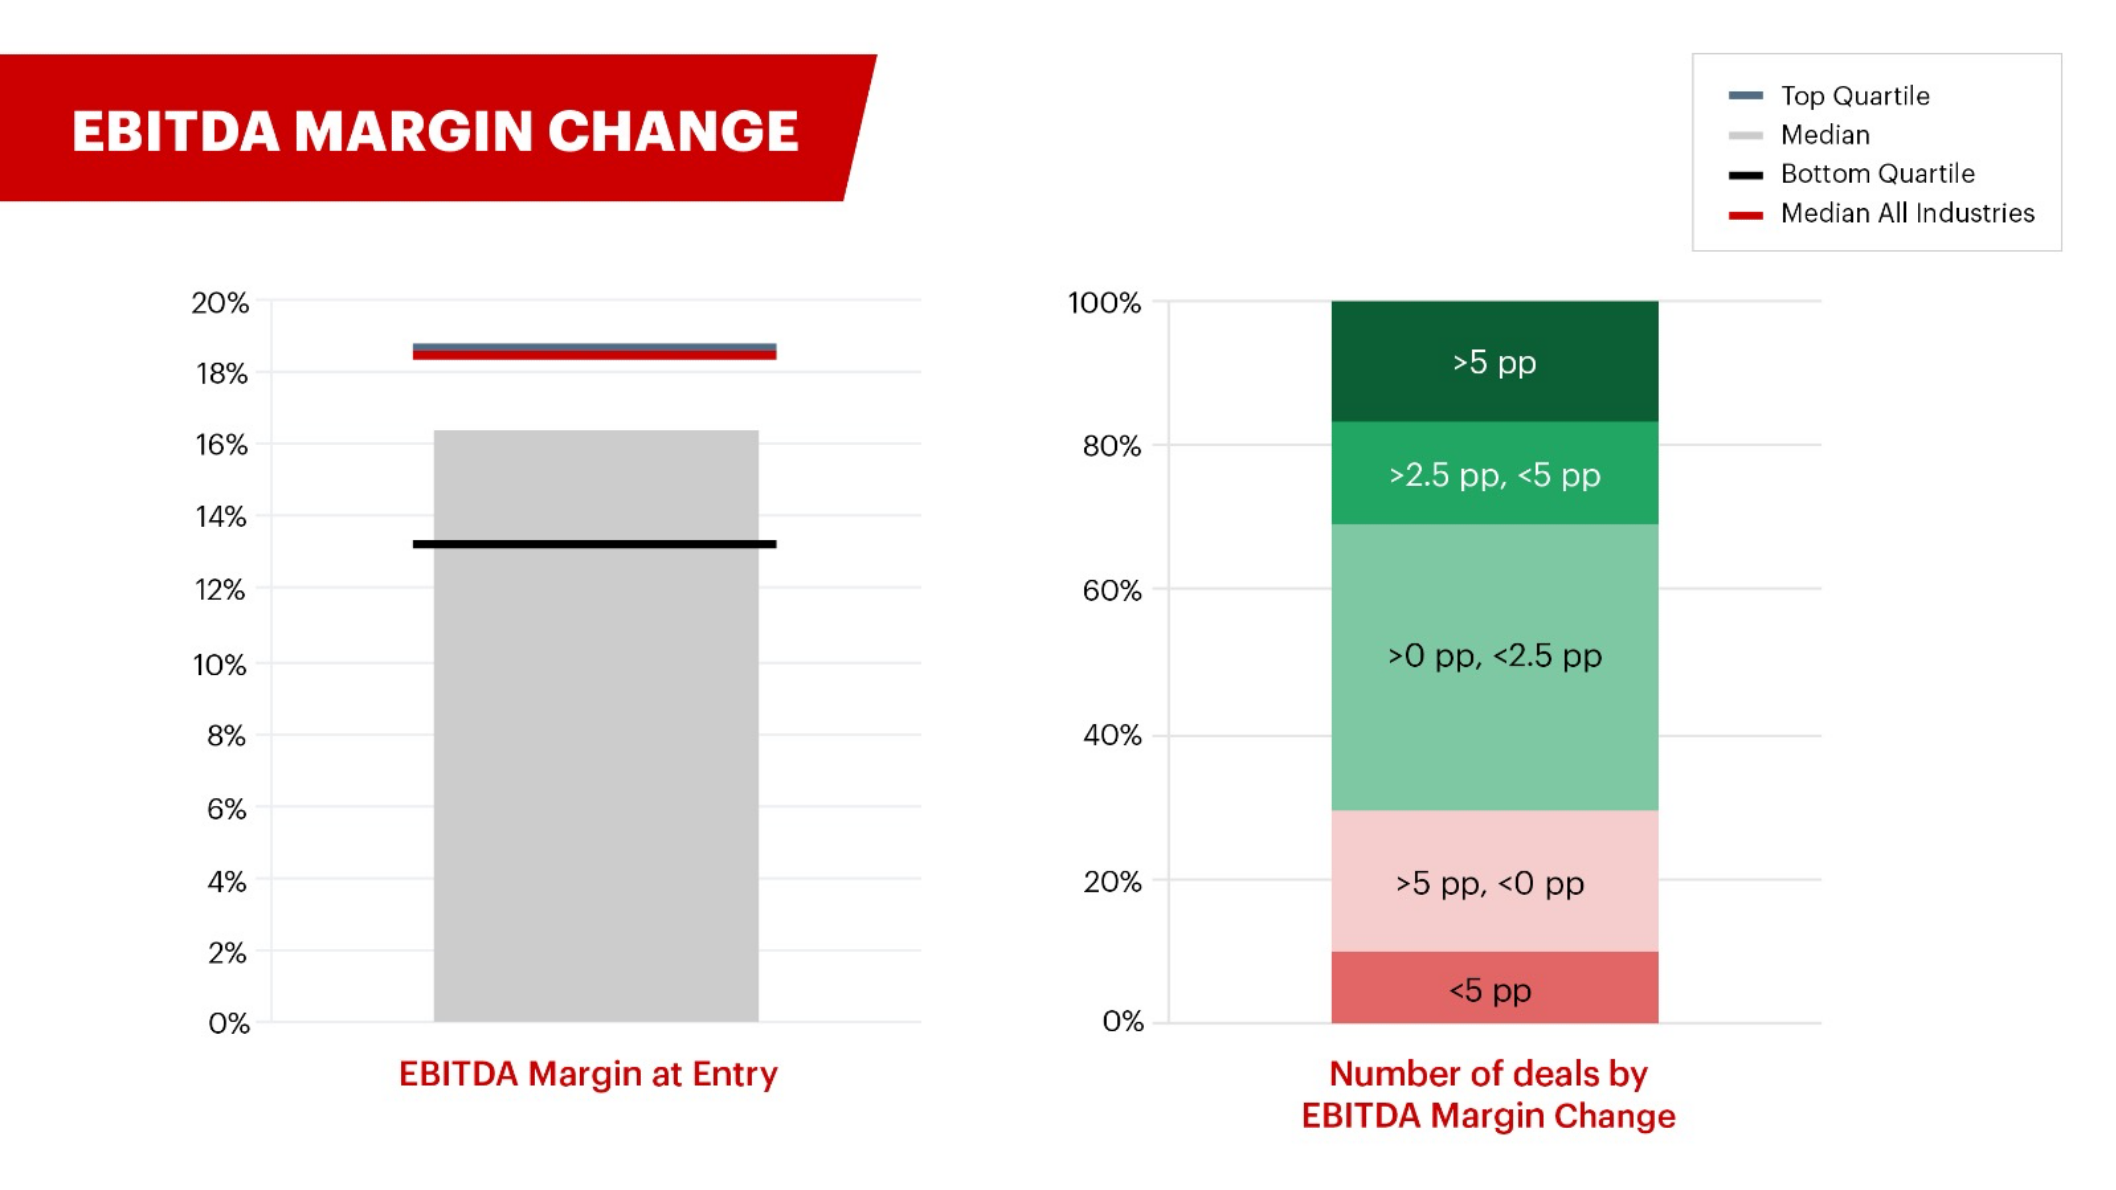 EBITDA MARGIN CHANGE
Top Quartile
Median
Bottom Quartile
Median All Industries
20%
18%
16%
14%
12%
10%
8%
6%
4%
2%
0%
EBITDA Margin at Entry
100%
80%
60%
40%
20%
0%
>5 pp
>2.5 pp, <5 pp
>0 pp, <2.5 pp
>5 pp, <0 pp
<5 pp
Number of deals by
EBITDA Margin Change